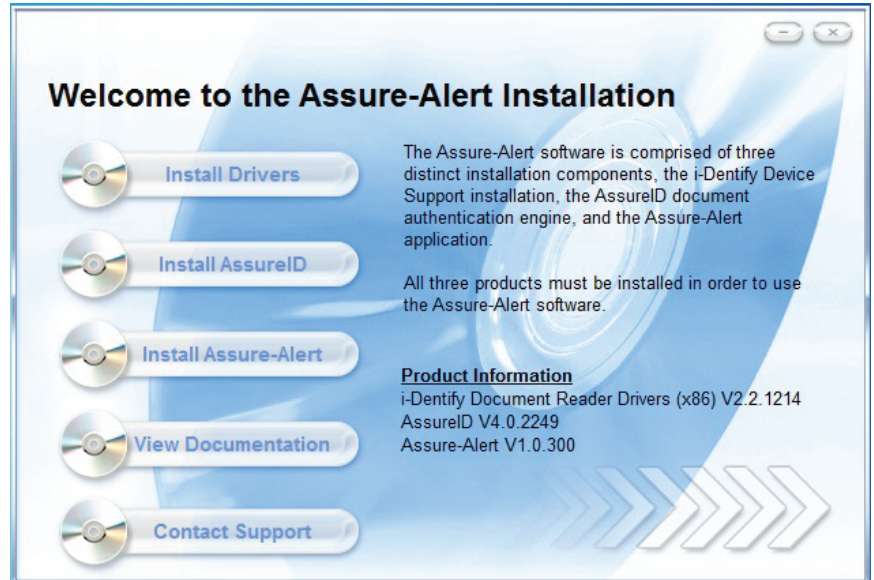 Welcome to the Assure-Alert Installation
Install Drivers
Install AssureID
Install Assure-Alert
View Documentation
Contact Support
The Assure-Alert software is comprised of three
distinct installation components, the i-Dentify Device
Support installation, the AssureID document
authentication engine, and the Assure-Alert
application.
All three products must be installed in order to use
the Assure-Alert software.
Product Information
i-Dentify Document Reader Drivers (x86) V2.2.1214
AssureID V4.0.2249
Assure-Alert V1.0.300